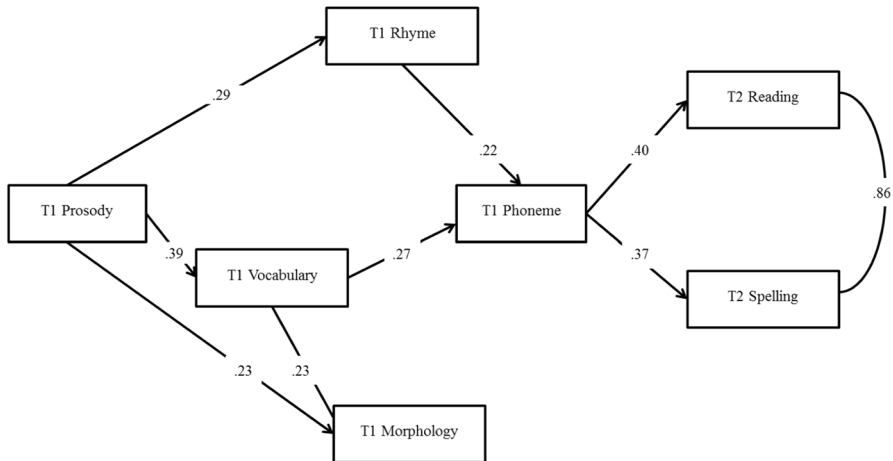 T1 Rhyme
T2 Reading
.29
.22
.40
.86
T1 Prosody
T1 Phoneme
.39
.27
.37
T1 Vocabulary
T2 Spelling
.23
.23
T1 Morphology